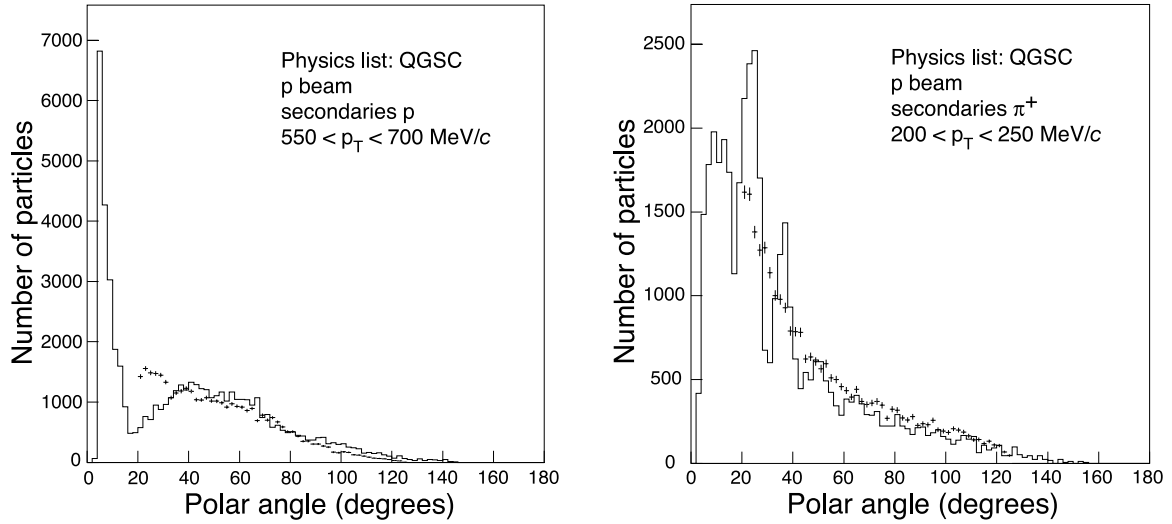 7000
6000
5000
4000
3000
2000
1000
0
Number of particles
Physics list: QGSC
p beam
secondaries p
550 < p_T < 700 MeV/c
0 20 40 60 80 100 120 140 160 180
Polar angle (degrees)
2500
2000
1500
1000
500
0
Number of particles
Physics list: QGSC
p beam
secondaries π⁺
200 < p_T < 250 MeV/c
0 20 40 60 80 100 120 140 160 180
Polar angle (degrees)